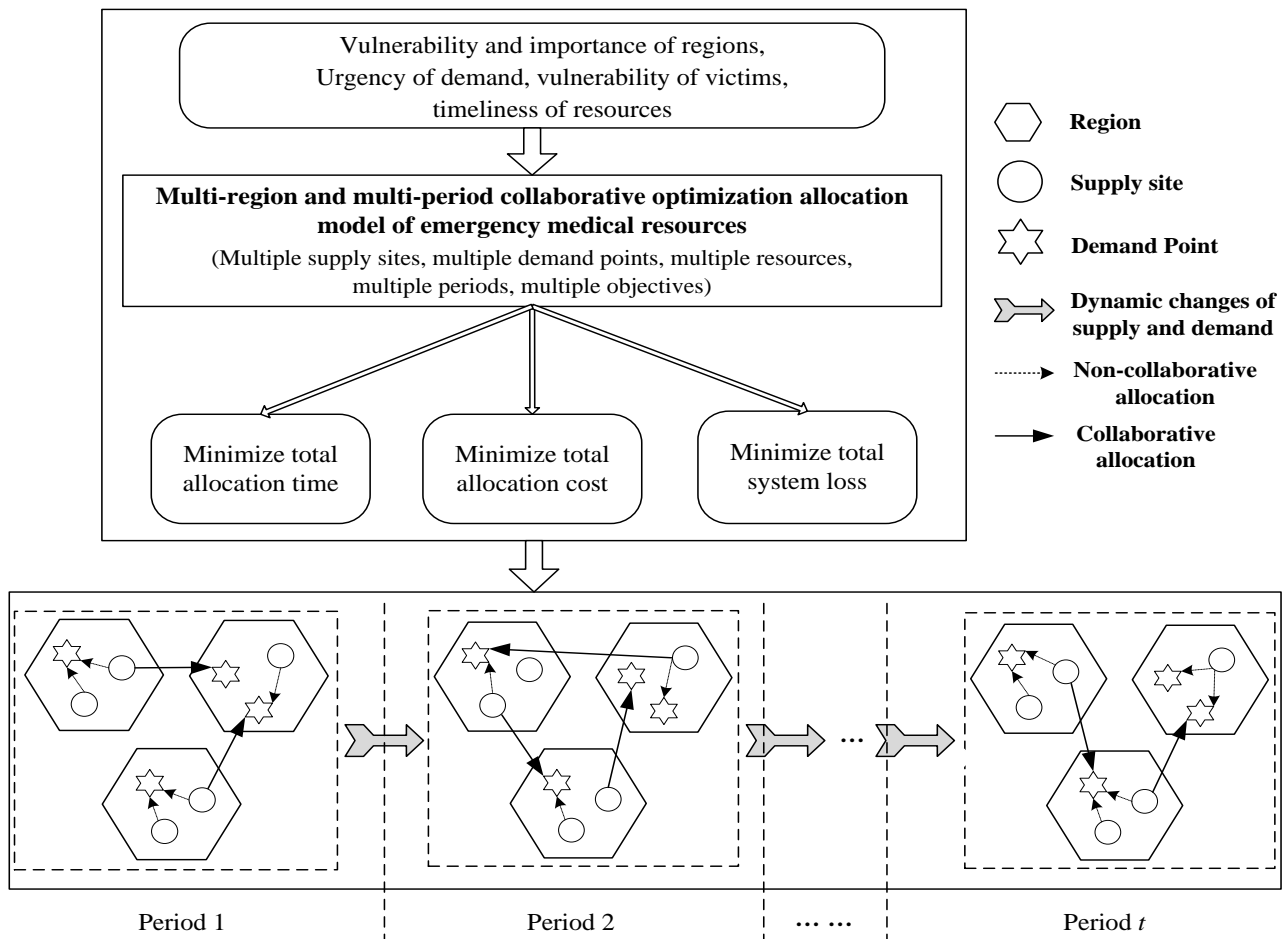 Vulnerability and importance of regions,
Urgency of demand, vulnerability of victims,
timeliness of resources
Multi-region and multi-period collaborative optimization allocation
model of emergency medical resources
(Multiple supply sites, multiple demand points, multiple resources,
multiple periods, multiple objectives)
Minimize total
allocation time
Minimize total
allocation cost
Minimize total
system loss
Region
Supply site
Demand Point
Dynamic changes of
supply and demand
Non-collaborative
allocation
Collaborative
allocation
...
Period 1
Period 2
... ...
Period t